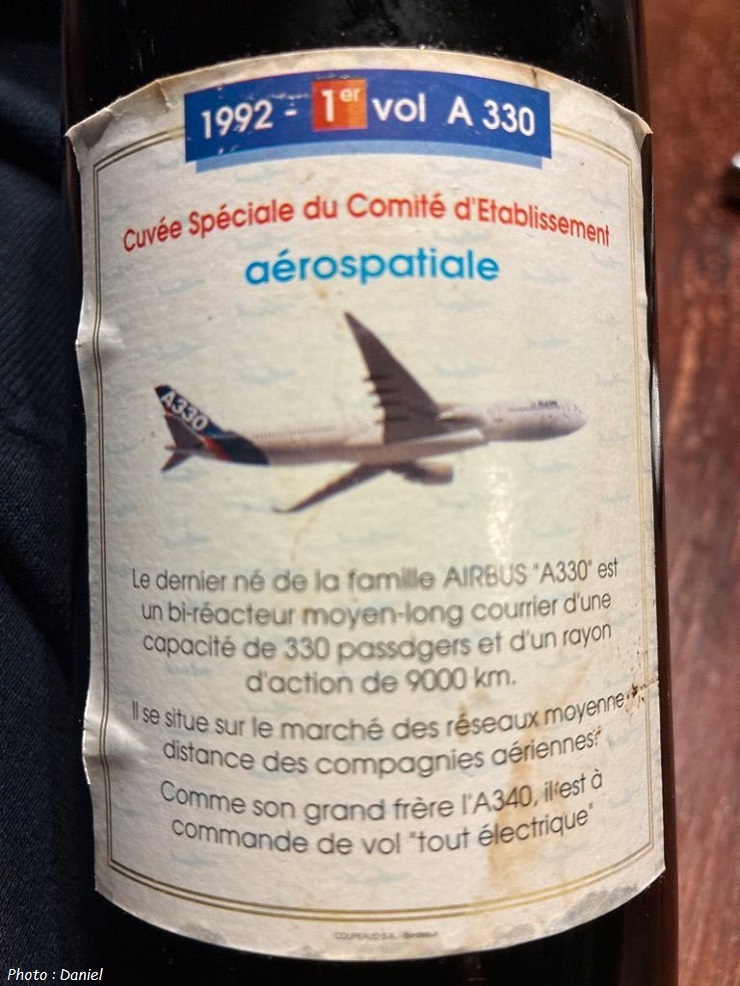 1992 - 1er vol A 330
Cuvée Spéciale du Comité d'Etablissement
aérospatiale
A330
Le dernier né de la famille AIRBUS "A330" est
un bi-réacteur moyen-long courrier d'une
capacité de 330 passagers et d'un rayon
d'action de 9000 km.
Il se situe sur le marché des réseaux moyenne
distance des compagnies aériennes.
Comme son grand frère l'A340, il est à
commande de vol "tout électrique"
COUPEAUD S.A. - Bordeaux
Photo : Daniel